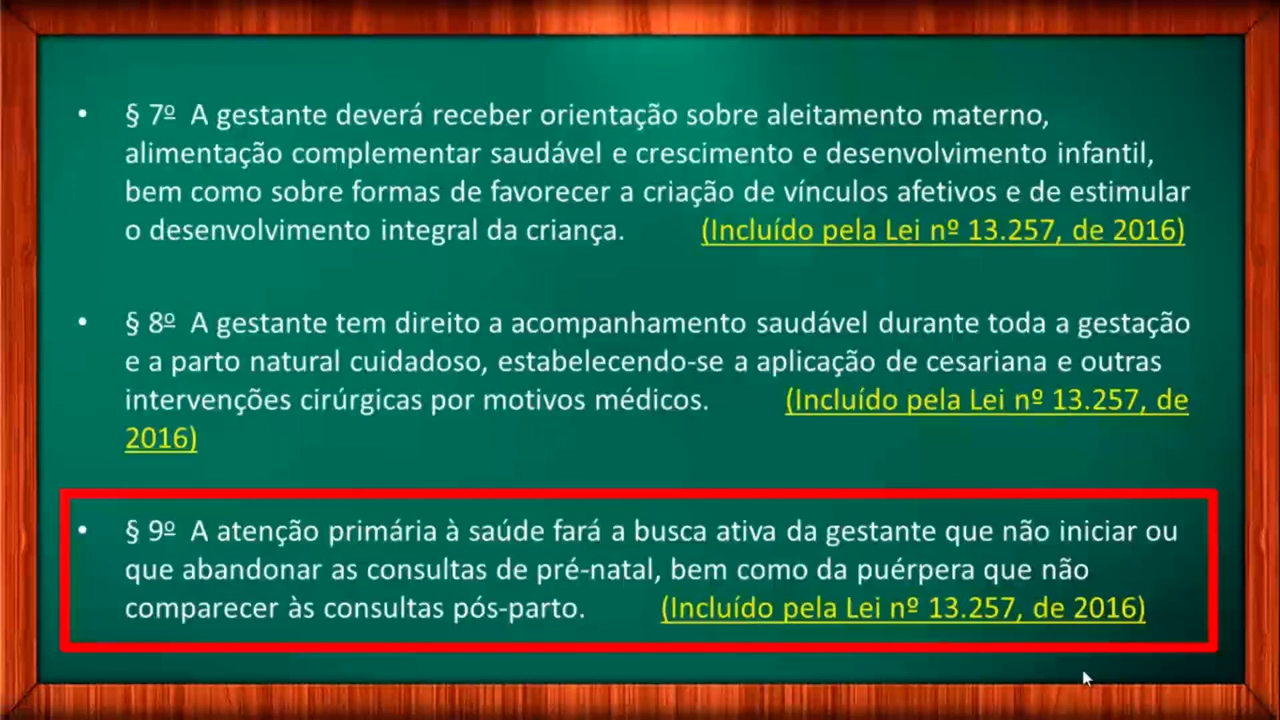 • § 7º A gestante deverá receber orientação sobre aleitamento materno,
alimentação complementar saudável e crescimento e desenvolvimento infantil,
bem como sobre formas de favorecer a criação de vínculos afetivos e de estimular
o desenvolvimento integral da criança. (Incluído pela Lei nº 13.257, de 2016)
• § 8º A gestante tem direito a acompanhamento saudável durante toda a gestação
e a parto natural cuidadoso, estabelecendo-se a aplicação de cesariana e outras
intervenções cirúrgicas por motivos médicos. (Incluído pela Lei nº 13.257, de
2016)
• § 9º A atenção primária à saúde fará a busca ativa da gestante que não iniciar ou
que abandonar as consultas de pré-natal, bem como da puérpera que não
comparecer às consultas pós-parto. (Incluído pela Lei nº 13.257, de 2016)